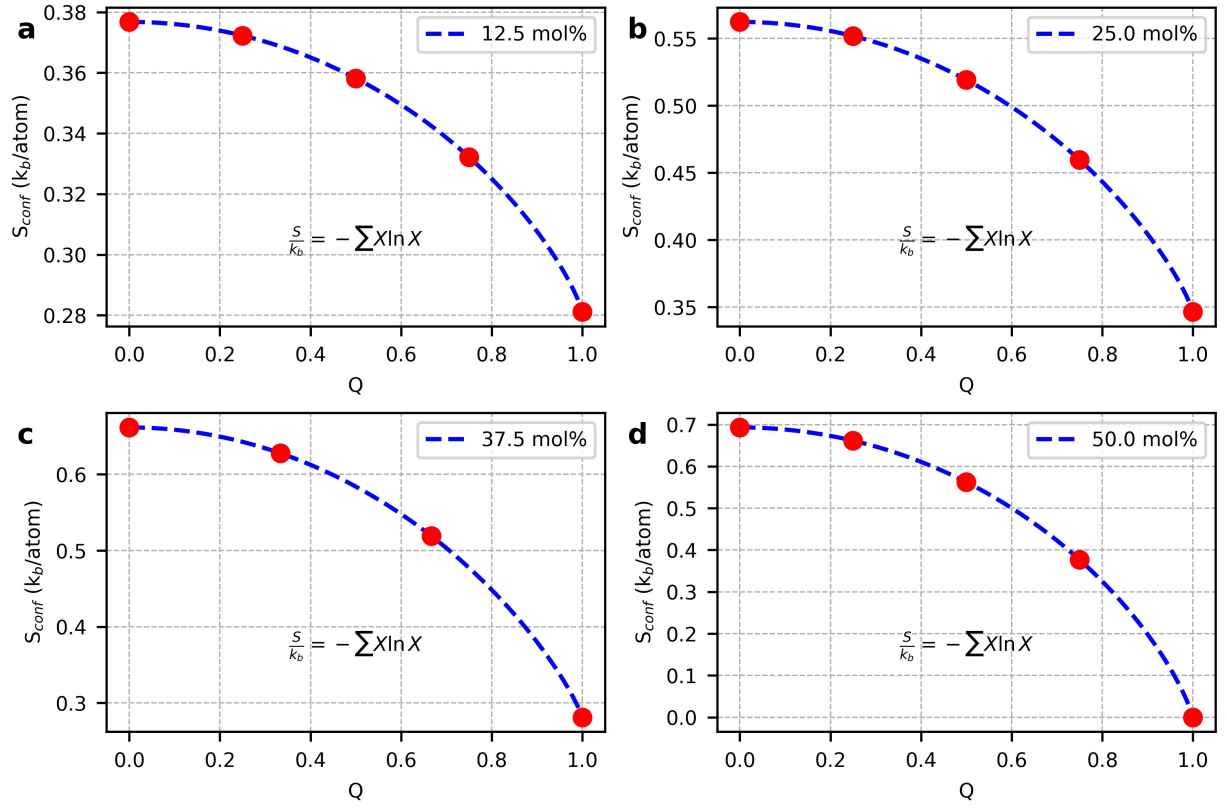 a
12.5 mol%
0.38
0.36
0.34
0.32
0.30
0.28
S_conf (k_b/atom)
S/k_b = − ∑ X ln X
0.0 0.2 0.4 0.6 0.8 1.0
Q
b
25.0 mol%
0.55
0.50
0.45
0.40
0.35
S_conf (k_b/atom)
S/k_b = − ∑ X ln X
0.0 0.2 0.4 0.6 0.8 1.0
Q
c
37.5 mol%
0.6
0.5
0.4
0.3
S_conf (k_b/atom)
S/k_b = − ∑ X ln X
0.0 0.2 0.4 0.6 0.8 1.0
Q
d
50.0 mol%
0.7
0.6
0.5
0.4
0.3
0.2
0.1
0.0
S_conf (k_b/atom)
S/k_b = − ∑ X ln X
0.0 0.2 0.4 0.6 0.8 1.0
Q